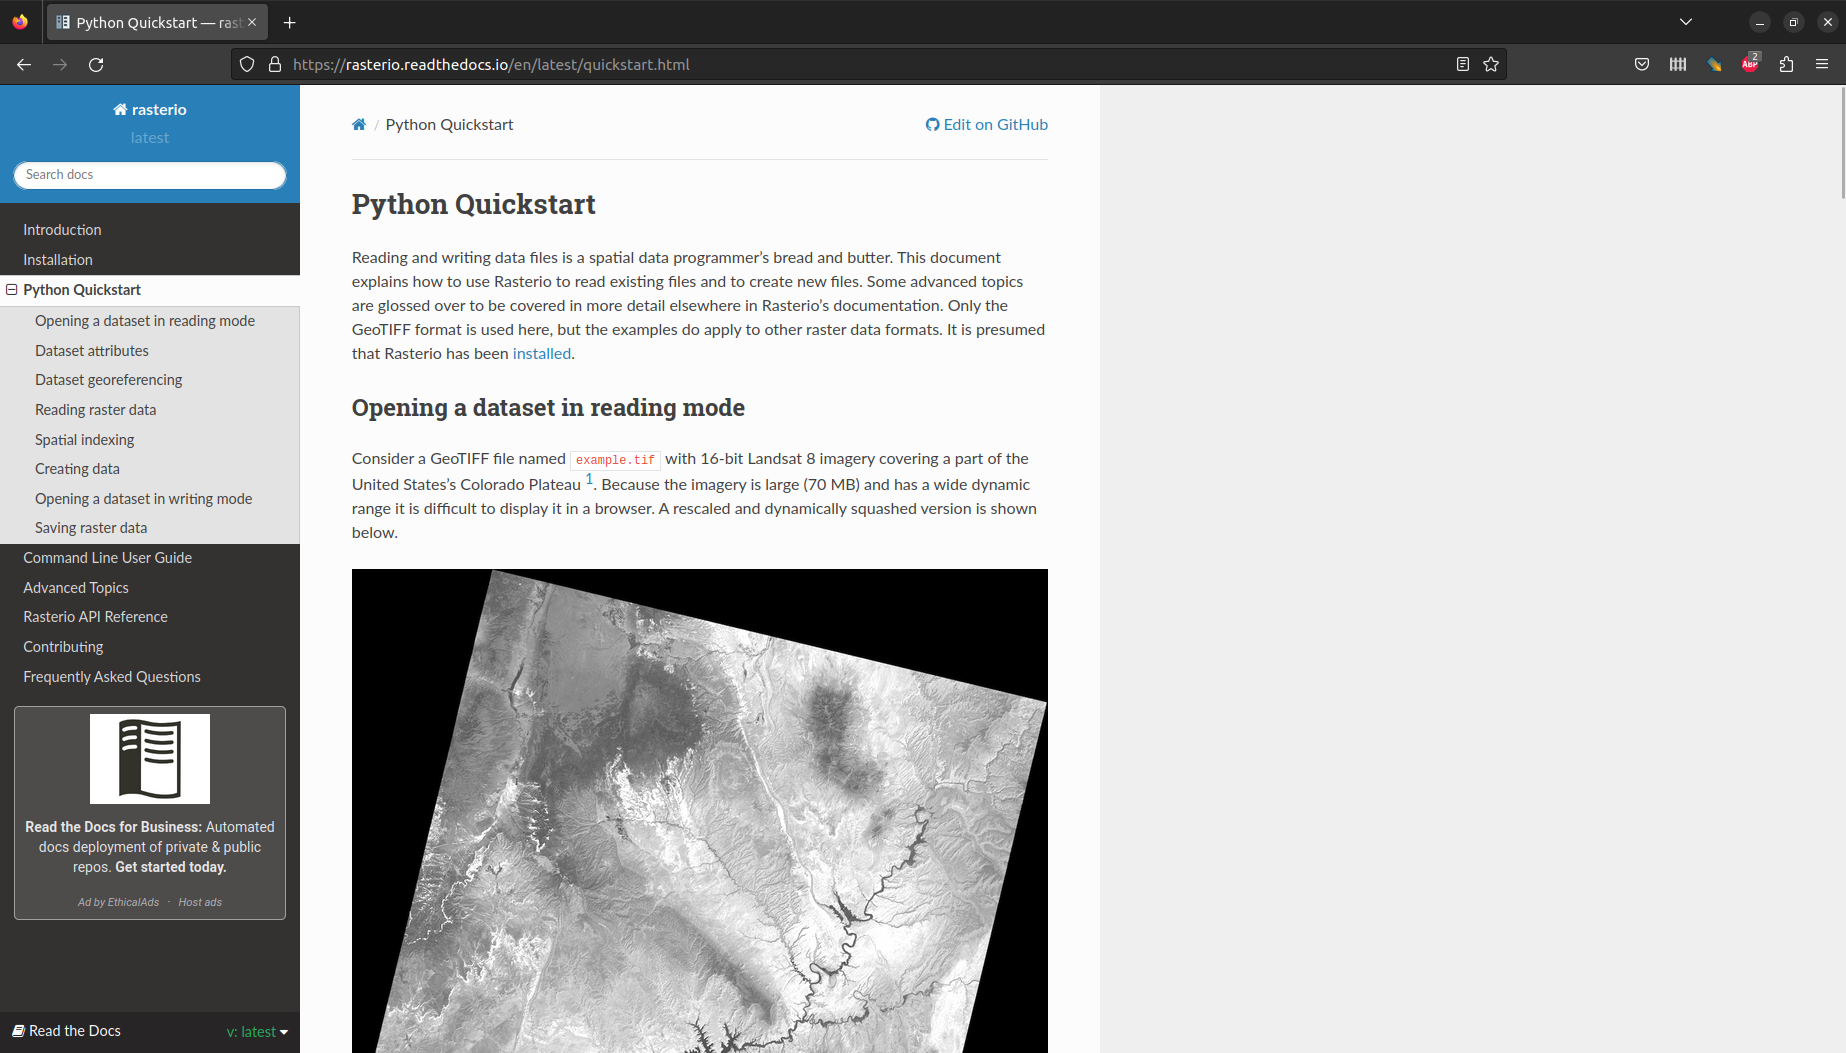 Python Quickstart — rast
https://rasterio.readthedocs.io/en/latest/quickstart.html
ABP
2
rasterio
latest
Search docs
Introduction
Installation
Python Quickstart
Opening a dataset in reading mode
Dataset attributes
Dataset georeferencing
Reading raster data
Spatial indexing
Creating data
Opening a dataset in writing mode
Saving raster data
Command Line User Guide
Advanced Topics
Rasterio API Reference
Contributing
Frequently Asked Questions
Read the Docs for Business: Automated
docs deployment of private & public
repos. Get started today.
Ad by EthicalAds · Host ads
Read the Docs
v: latest
/ Python Quickstart
Edit on GitHub
Python Quickstart
Reading and writing data files is a spatial data programmer’s bread and butter. This document
explains how to use Rasterio to read existing files and to create new files. Some advanced topics
are glossed over to be covered in more detail elsewhere in Rasterio’s documentation. Only the
GeoTIFF format is used here, but the examples do apply to other raster data formats. It is presumed
that Rasterio has been installed.
Opening a dataset in reading mode
Consider a GeoTIFF file named example.tif with 16-bit Landsat 8 imagery covering a part of the
United States’s Colorado Plateau 1. Because the imagery is large (70 MB) and has a wide dynamic
range it is difficult to display it in a browser. A rescaled and dynamically squashed version is shown
below.